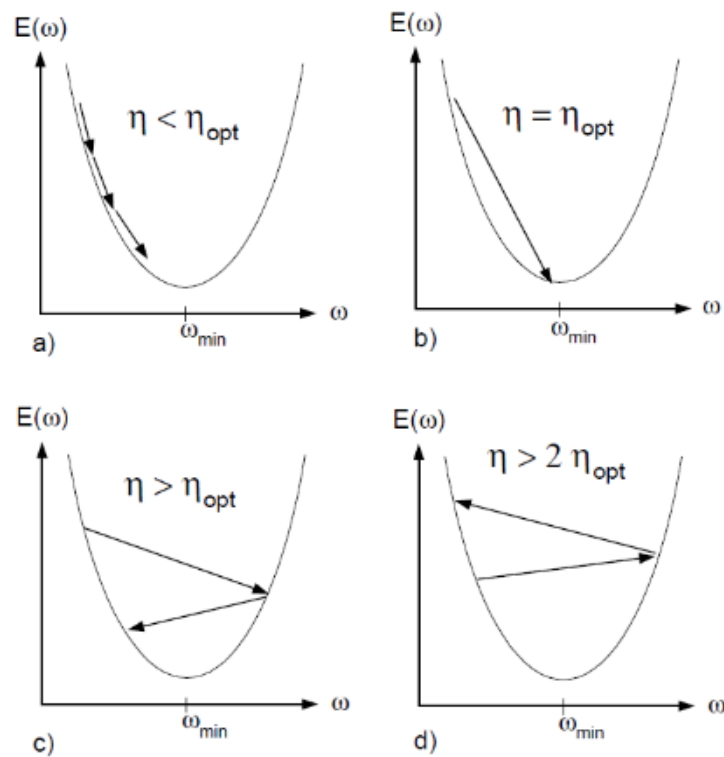 E(ω)
η < η_opt
ω
ω_min
a)
E(ω)
η = η_opt
ω
ω_min
b)
E(ω)
η > η_opt
ω
ω_min
c)
E(ω)
η > 2 η_opt
ω
ω_min
d)